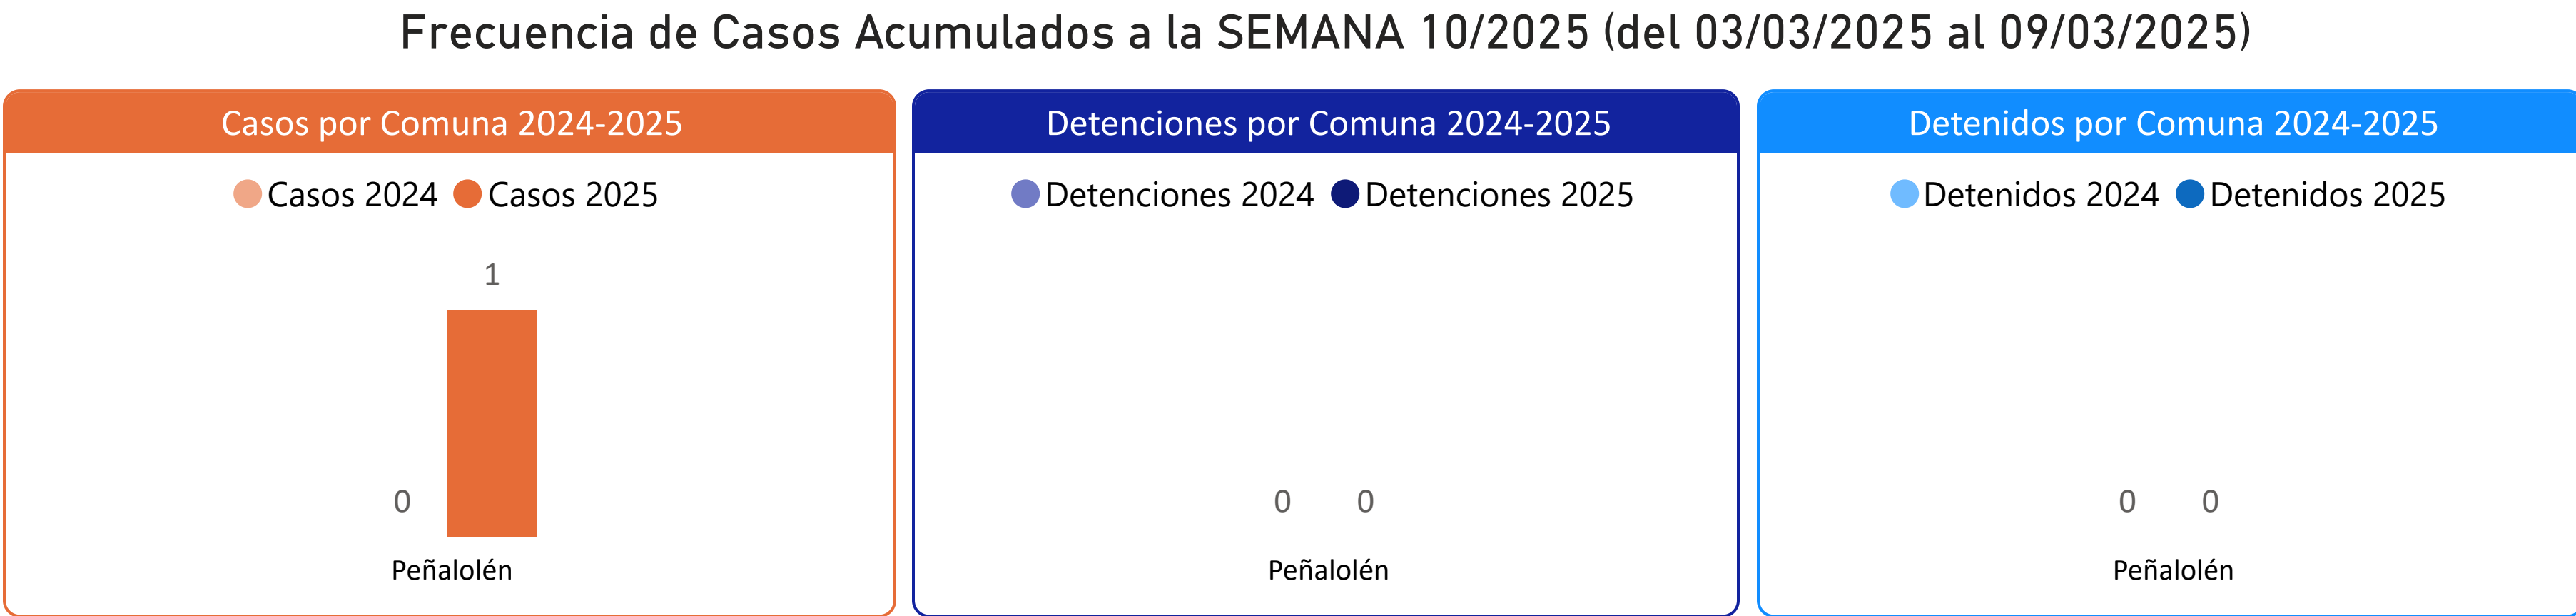 Frecuencia de Casos Acumulados a la SEMANA 10/2025 (del 03/03/2025 al 09/03/2025)
Casos por Comuna 2024-2025
Casos 2024 Casos 2025
1
0
Peñalolén
Detenciones por Comuna 2024-2025
Detenciones 2024 Detenciones 2025
0 0
Peñalolén
Detenidos por Comuna 2024-2025
Detenidos 2024 Detenidos 2025
0 0
Peñalolén